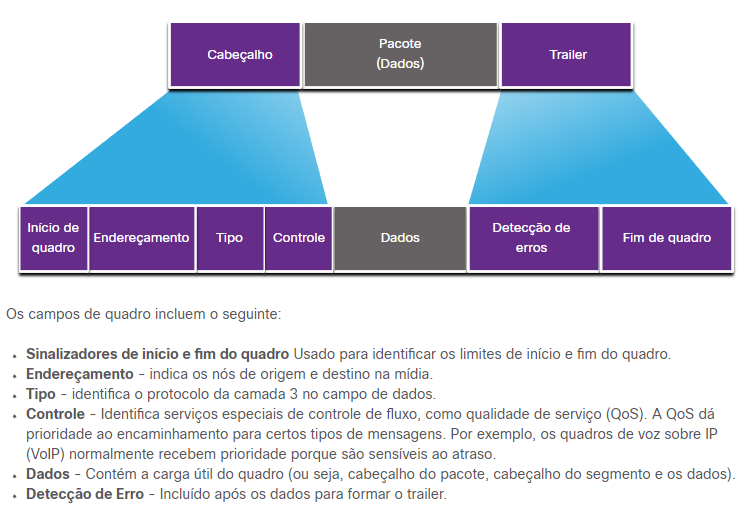 Cabeçalho
Pacote
(Dados)
Trailer
Início de
quadro
Endereçamento
Tipo
Controle
Dados
Detecção de
erros
Fim de quadro
Os campos de quadro incluem o seguinte:
• Sinalizadores de início e fim do quadro Usado para identificar os limites de início e fim do quadro.
• Endereçamento - indica os nós de origem e destino na mídia.
• Tipo - identifica o protocolo da camada 3 no campo de dados.
• Controle - Identifica serviços especiais de controle de fluxo, como qualidade de serviço (QoS). A QoS dá
prioridade ao encaminhamento para certos tipos de mensagens. Por exemplo, os quadros de voz sobre IP
(VoIP) normalmente recebem prioridade porque são sensíveis ao atraso.
• Dados - Contém a carga útil do quadro (ou seja, cabeçalho do pacote, cabeçalho do segmento e os dados).
• Detecção de Erro - Incluído após os dados para formar o trailer.